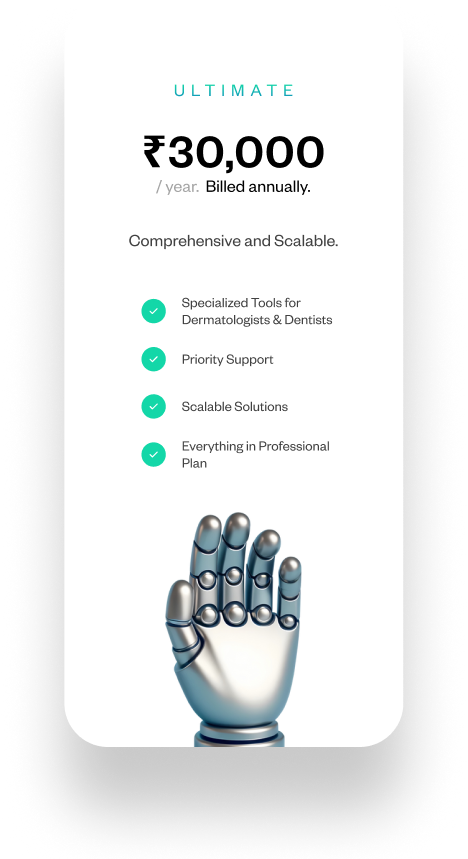 ULTIMATE
₹30,000
/ year. Billed annually.
Comprehensive and Scalable.
Specialized Tools for
Dermatologists & Dentists
Priority Support
Scalable Solutions
Everything in Professional
Plan